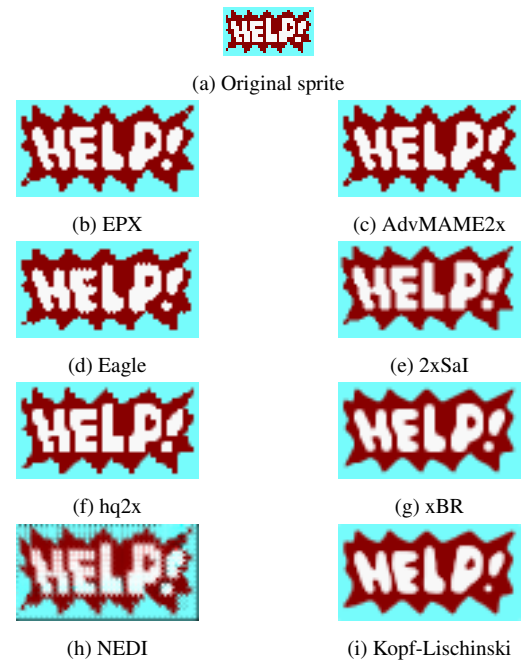 HELP!
(a) Original sprite
HELP! HELP!
(b) EPX (c) AdvMAME2x
HELP! HELP!
(d) Eagle (e) 2xSaI
HELP! HELP!
(f) hq2x (g) xBR
HELP! HELP!
(h) NEDI (i) Kopf-Lischinski